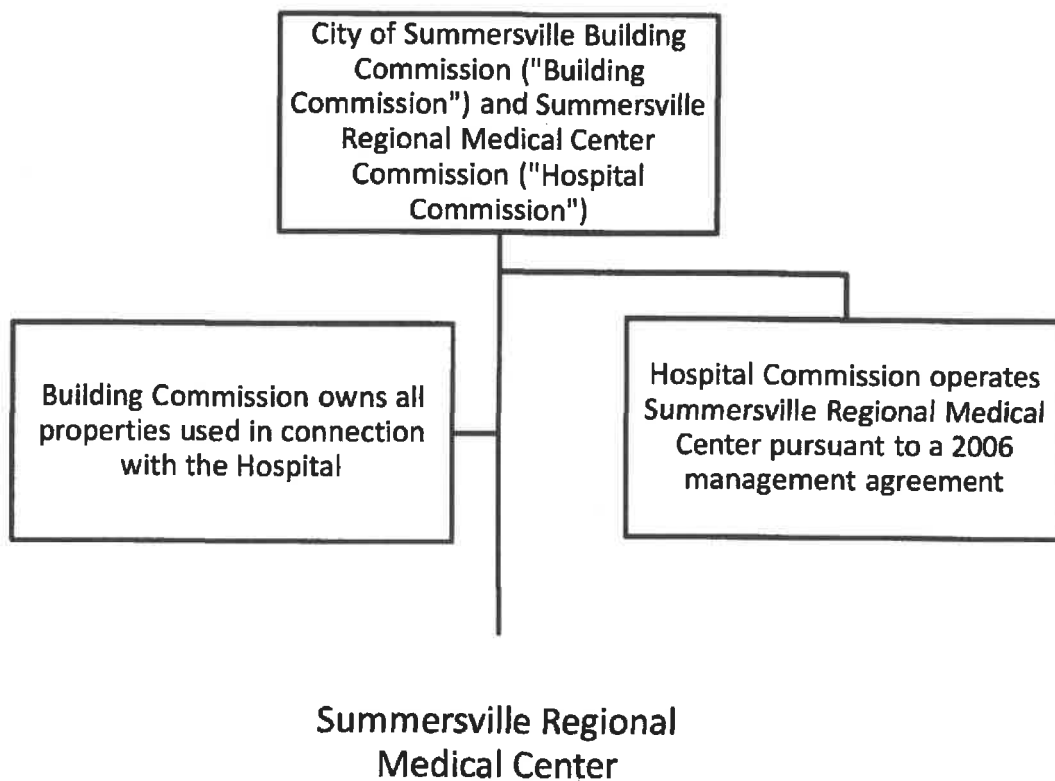 City of Summersville Building
Commission ("Building
Commission") and Summersville
Regional Medical Center
Commission ("Hospital
Commission")
Building Commission owns all
properties used in connection
with the Hospital
Hospital Commission operates
Summersville Regional Medical
Center pursuant to a 2006
management agreement
Summersville Regional
Medical Center